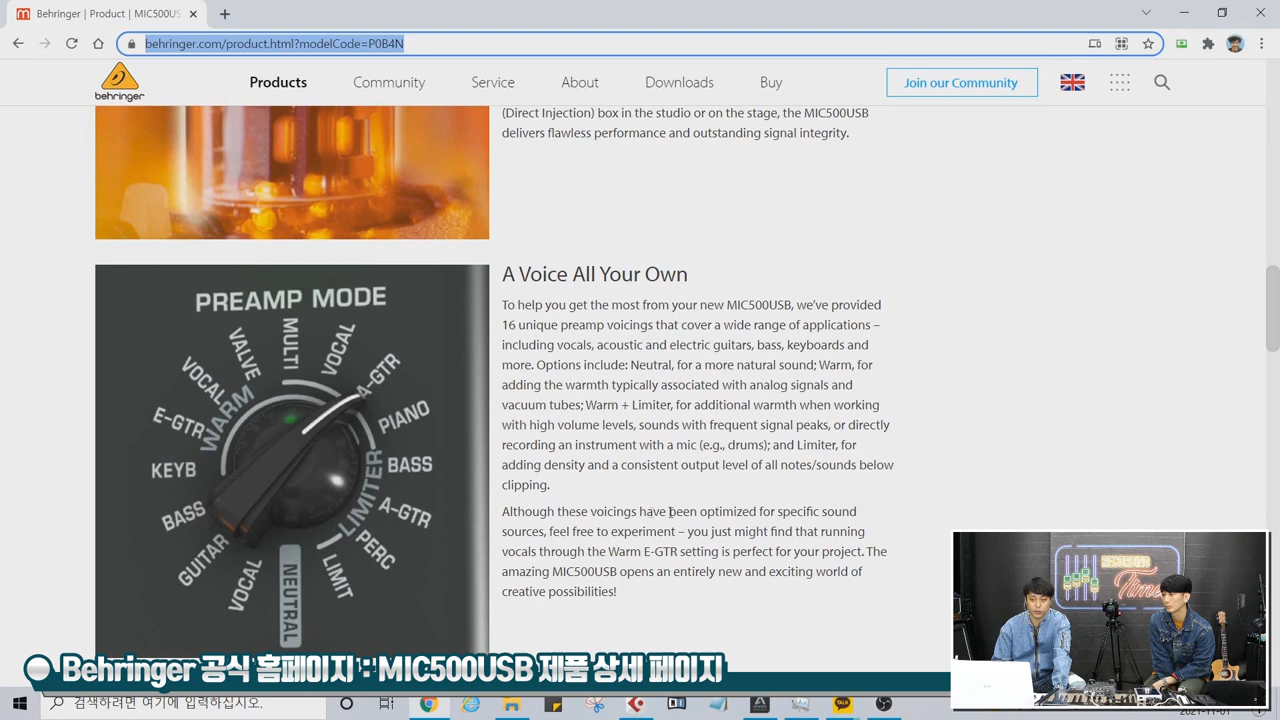 Behringer | Product | MIC500US
behringer.com/product.html?modelCode=P0B4N
behringer
Products
Community
Service
About
Downloads
Buy
Join our Community
(Direct Injection) box in the studio or on the stage, the MIC500USB
delivers flawless performance and outstanding signal integrity.
PREAMP MODE
VALVE
MULTI
VOCAL
VOCAL
A-GTR
E-GTR
WARM
PIANO
KEYB
BASS
BASS
LIMITER
A-GTR
GUITAR
PERC
VOCAL
NEUTRAL
LIMIT
A Voice All Your Own
To help you get the most from your new MIC500USB, we've provided
16 unique preamp voicings that cover a wide range of applications –
including vocals, acoustic and electric guitars, bass, keyboards and
more. Options include: Neutral, for a more natural sound; Warm, for
adding the warmth typically associated with analog signals and
vacuum tubes; Warm + Limiter, for additional warmth when working
with high volume levels, sounds with frequent signal peaks, or directly
recording an instrument with a mic (e.g., drums); and Limiter, for
adding density and a consistent output level of all notes/sounds below
clipping.
Although these voicings have been optimized for specific sound
sources, feel free to experiment – you just might find that running
vocals through the Warm E-GTR setting is perfect for your project. The
amazing MIC500USB opens an entirely new and exciting world of
creative possibilities!
Time
Behringer 공식 홈페이지 : MIC500USB 제품 상세 페이지
검색하려면 여기에 입력하십시오.
TALK
2021-11-01